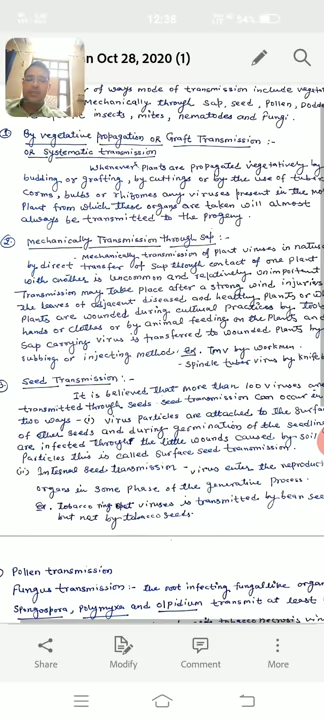 12:38
54%
n Oct 28, 2020 (1)
of ways mode of transmission include vegeta
Mechanically through sap, seed, Pollen, Dodd
insects, mites, nematodes and fungi.
① By vegetative Propagation or Graft Transmission :-
or Systematic transmission
Whenever Plants are propagated vegetatively by
budding or grafting, by cuttings or by the use of tuber
corms, bulbs or rhizomes any viruses present in the mo
Plant from which these organs are taken will almost
always be transmitted to the progeny.
② Mechanically Transmission through Sap :-
- Mechanically transmission of plant viruses in nature
by direct transfer of sap through contact of one plant
with another is uncommon and relatively unimportant
Transmission may take place after a strong wind injuries
the leaves of adjacent diseased and healthy plants or w
Plants are wounded during cultural practices by tools
hands or clothes or by animal feeding on the plants and
Sap carrying virus is transferred to wounded plants by
rubbing or injecting method. ex. TMV by workmen
- Spindle tuber virus by knife
Seed Transmission :-
It is believed that more than 100 viruses are
transmitted through seeds. Seed transmission can occur in
two ways - (i) virus Particles are attached to the surfa
of the seeds and during germination of the seedling
are infected through the little wounds caused by soil
Particles this is called Surface seed transmission.
(ii) Internal seed transmission - virus enter the reproduc
organs in some phase of the generative process.
ex. Tobacco ring spot viruses is transmitted by bean see
but not by tobacco seeds.
) Pollen transmission
Fungus transmission :- the root infecting, fungal like organ
Spongospora, Polymyxa and olpidium transmit at least
tobacco necrosis vir
Share
Modify
Comment
More